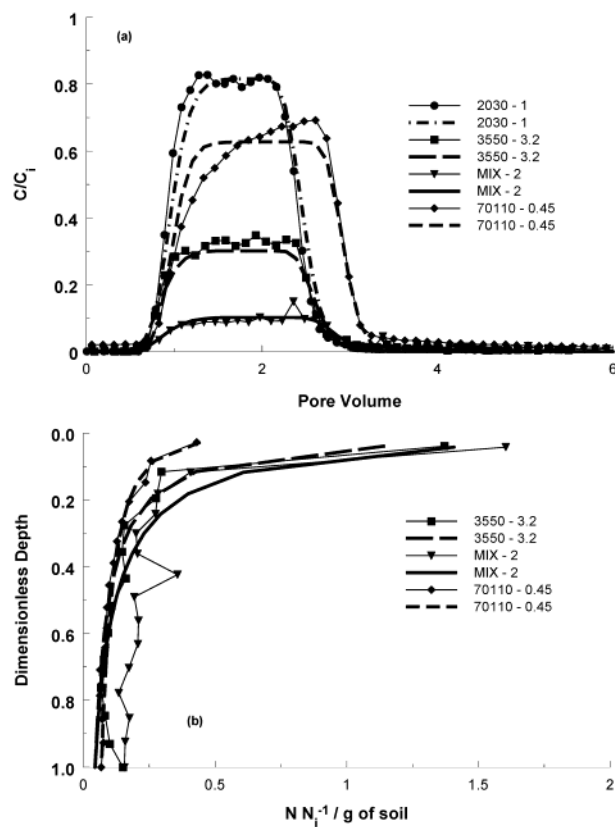 (a)
0.8
0.6
0.4
0.2
0
C/Ci
2030 - 1
2030 - 1
3550 - 3.2
3550 - 3.2
MIX - 2
MIX - 2
70110 - 0.45
70110 - 0.45
0 2 4 6
Pore Volume
0.0
0.2
0.4
0.6
0.8
1.0
Dimensionless Depth
3550 - 3.2
3550 - 3.2
MIX - 2
MIX - 2
70110 - 0.45
70110 - 0.45
(b)
0 0.5 1 1.5 2
N Ni-1 / g of soil